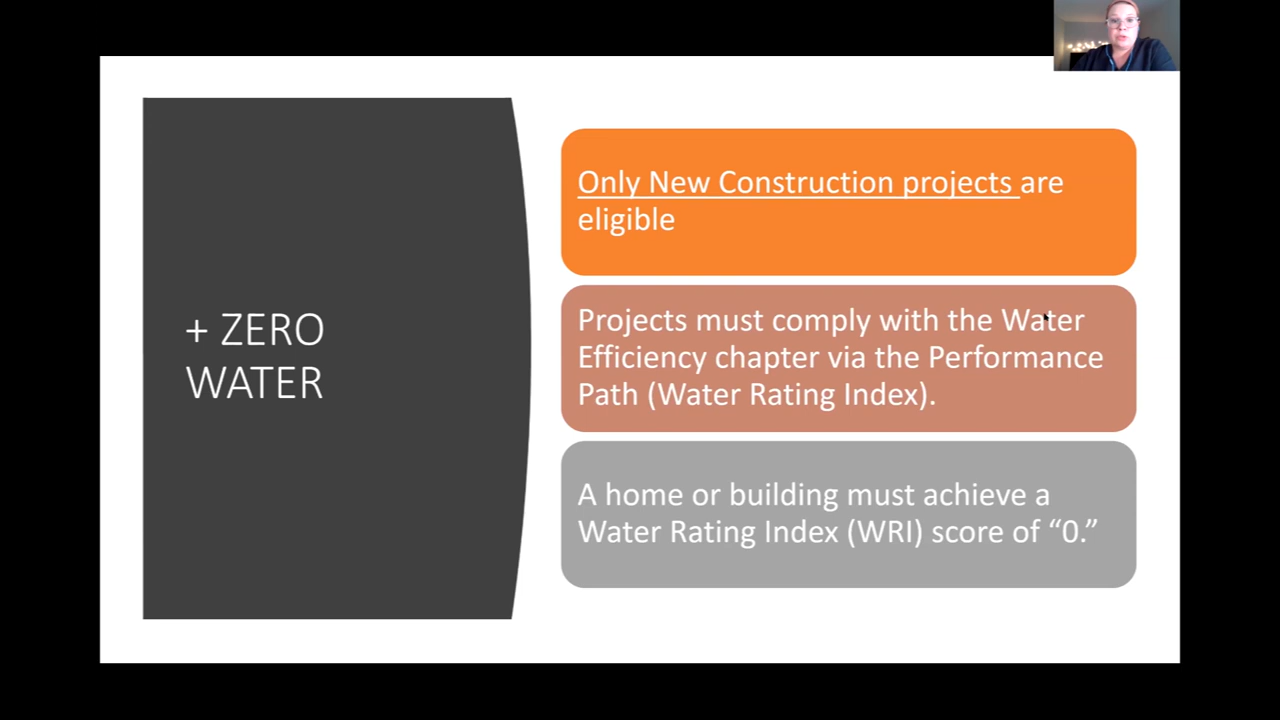 + ZERO
WATER
Only New Construction projects are
eligible
Projects must comply with the Water
Efficiency chapter via the Performance
Path (Water Rating Index).
A home or building must achieve a
Water Rating Index (WRI) score of “0.”